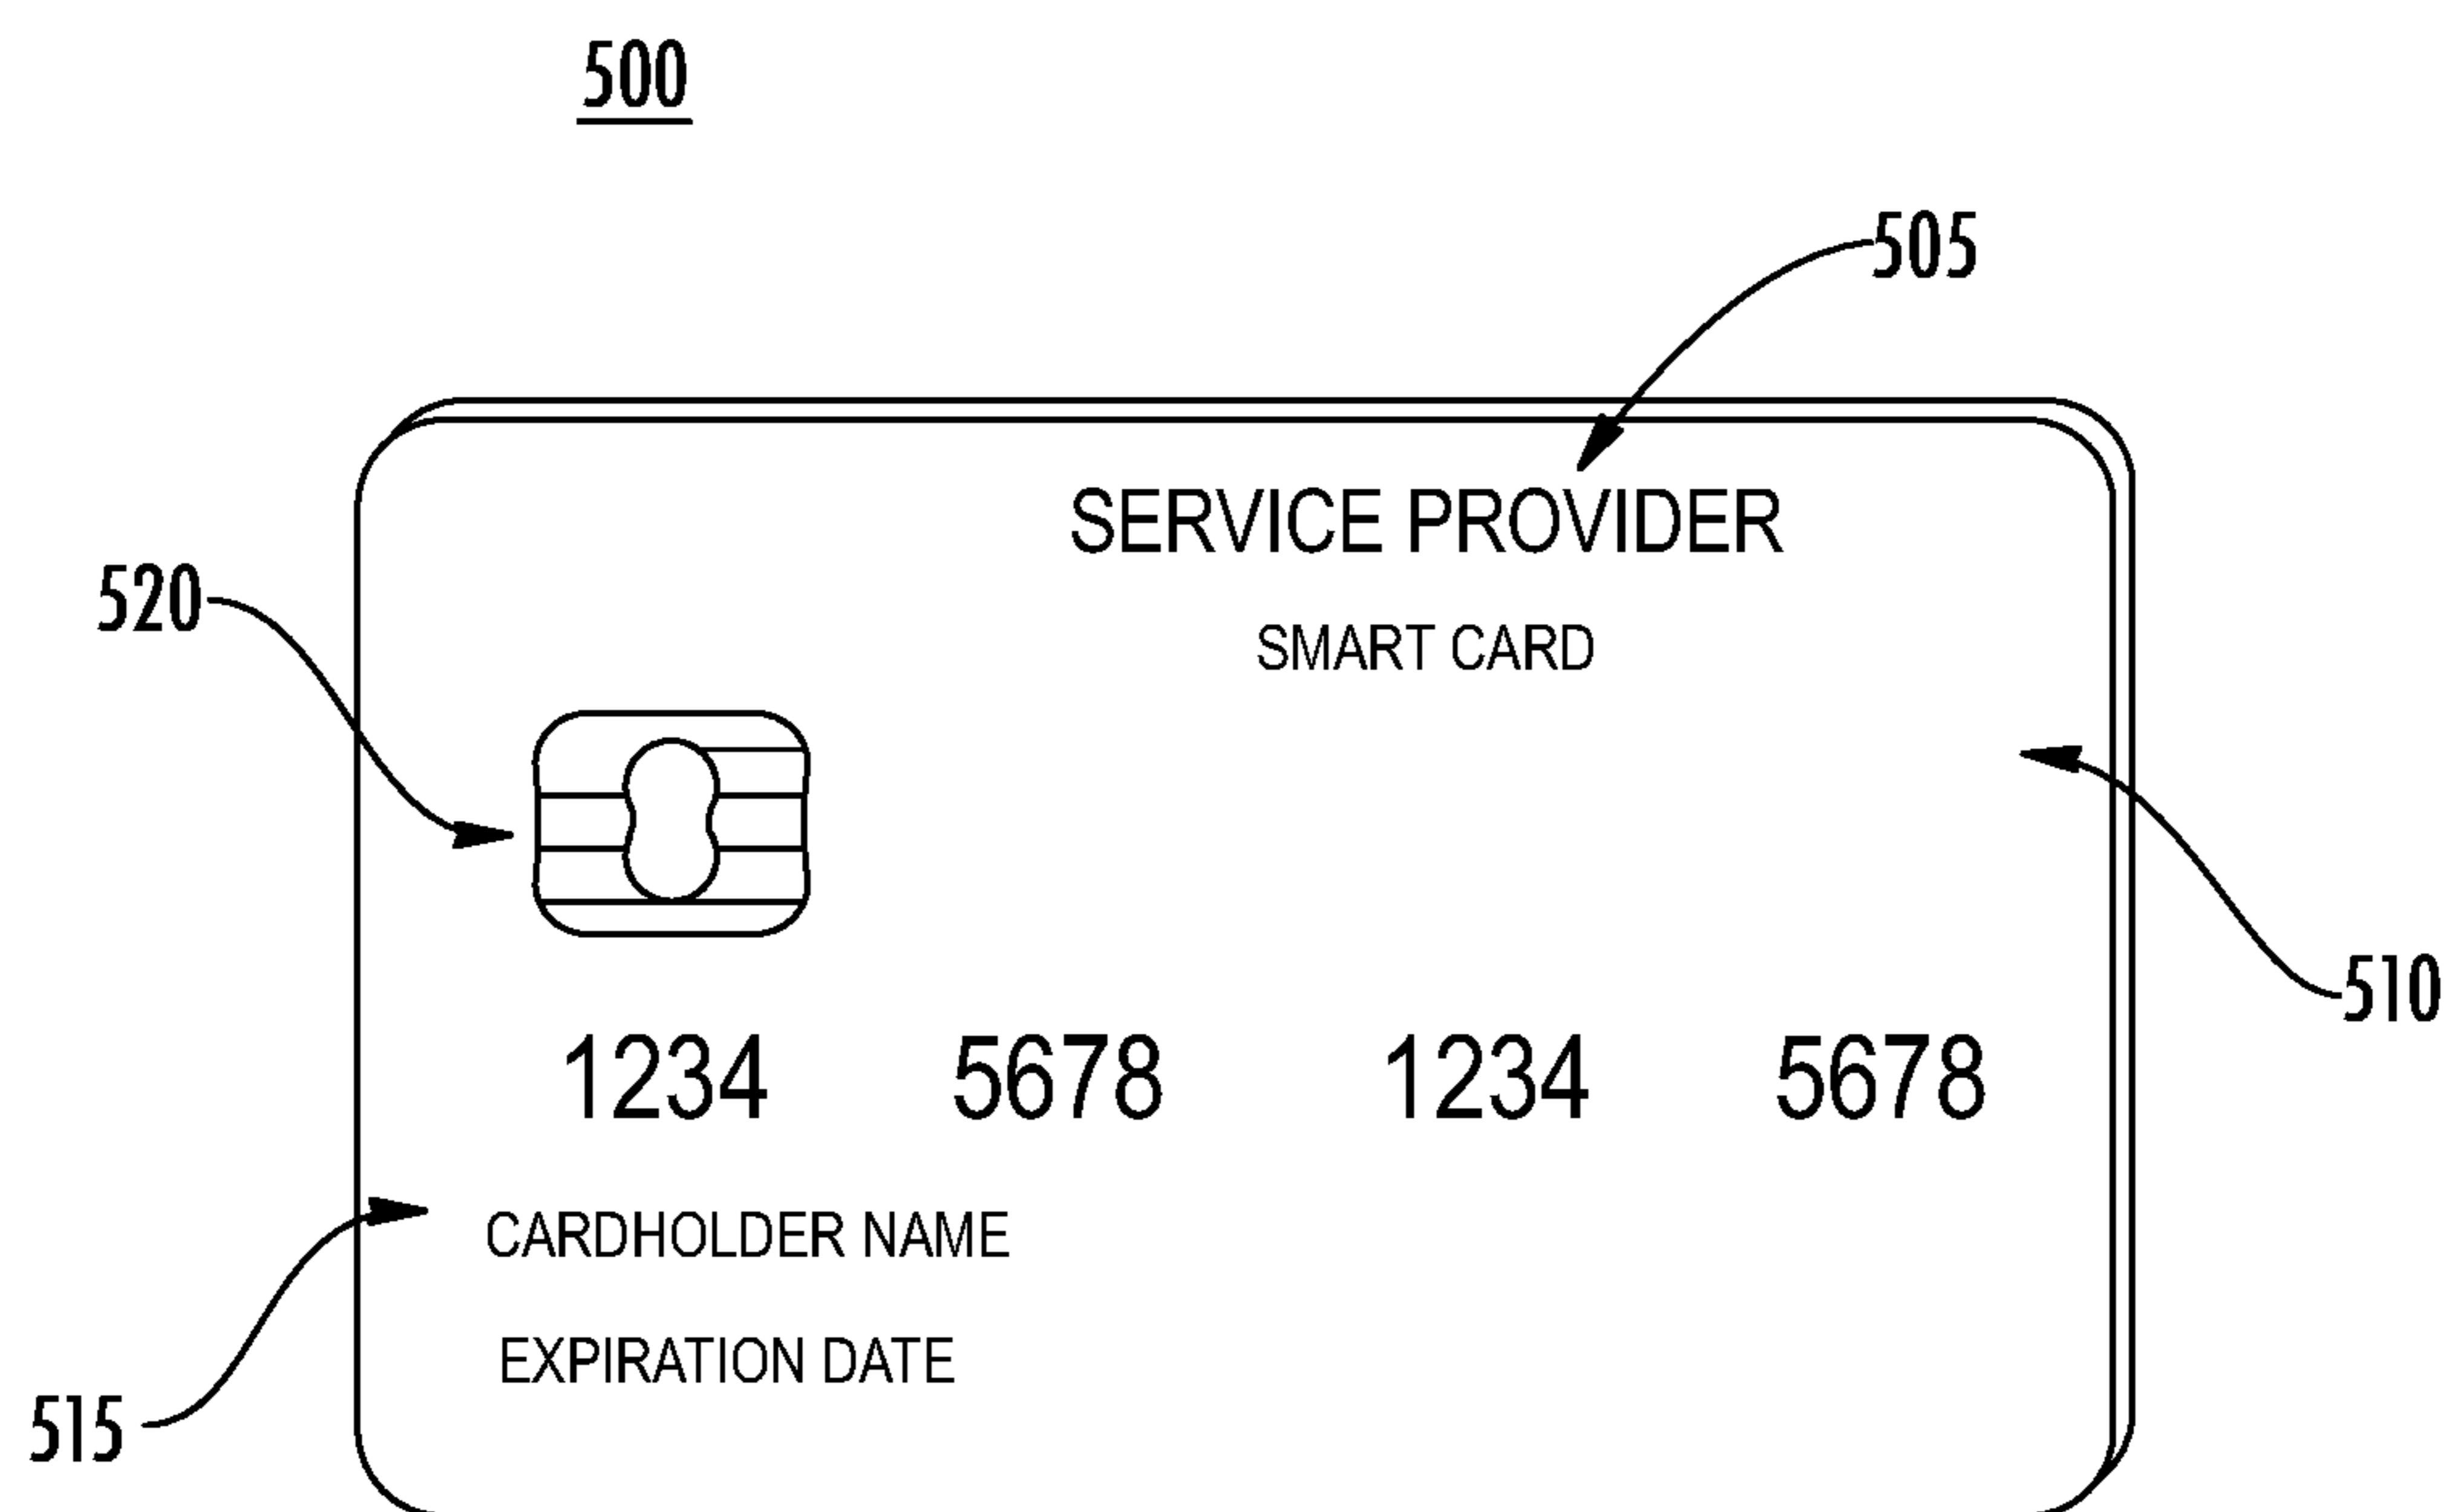 500
505
SERVICE PROVIDER
520
SMART CARD
510
1234 5678 1234 5678
CARDHOLDER NAME
EXPIRATION DATE
515